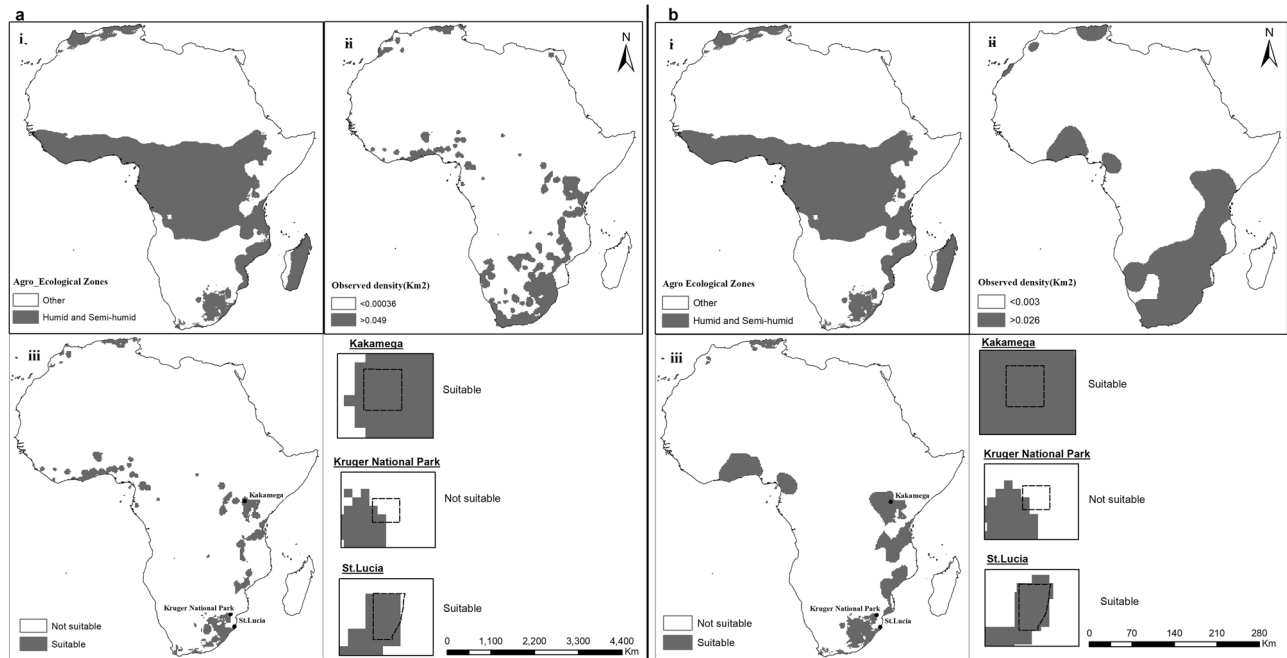 a
i.
Agro_Ecological Zones
Other
Humid and Semi-humid
ii
N
Observed density(Km2)
<0.00036
>0.049
iii
Kakamega
Kruger National Park
St.Lucia
Not suitable
Suitable
Kakamega
Suitable
Kruger National Park
Not suitable
St.Lucia
Suitable
0 1,100 2,200 3,300 4,400
Km
b
i
Agro Ecological Zones
Other
Humid and Semi-humid
ii
N
Observed density(Km2)
<0.003
>0.026
iii
Kakamega
Kruger National Park
St.Lucia
Not suitable
Suitable
Kakamega
Suitable
Kruger National Park
Not suitable
St.Lucia
Suitable
0 70 140 210 280
Km